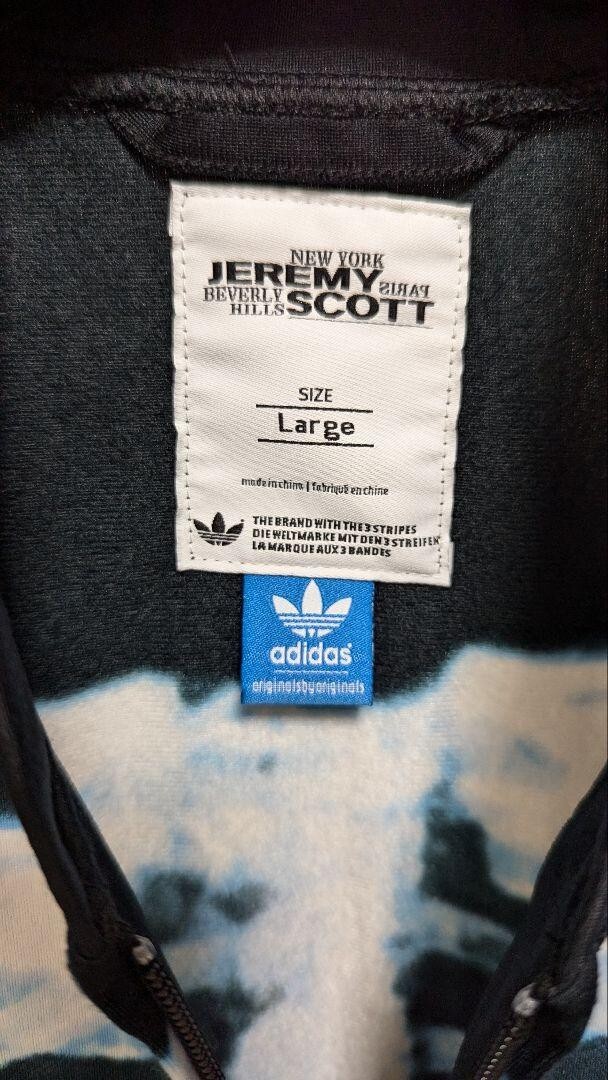 NEW YORK
JEREMY
PARIS
BEVERLY
HILLS SCOTT
SIZE
Large
made in china | fabriqué en chine
THE BRAND WITH THE 3 STRIPES
DIE WELTMARKE MIT DEN 3 STREIFEN
LA MARQUE AUX 3 BANDES
adidas
originals by originals